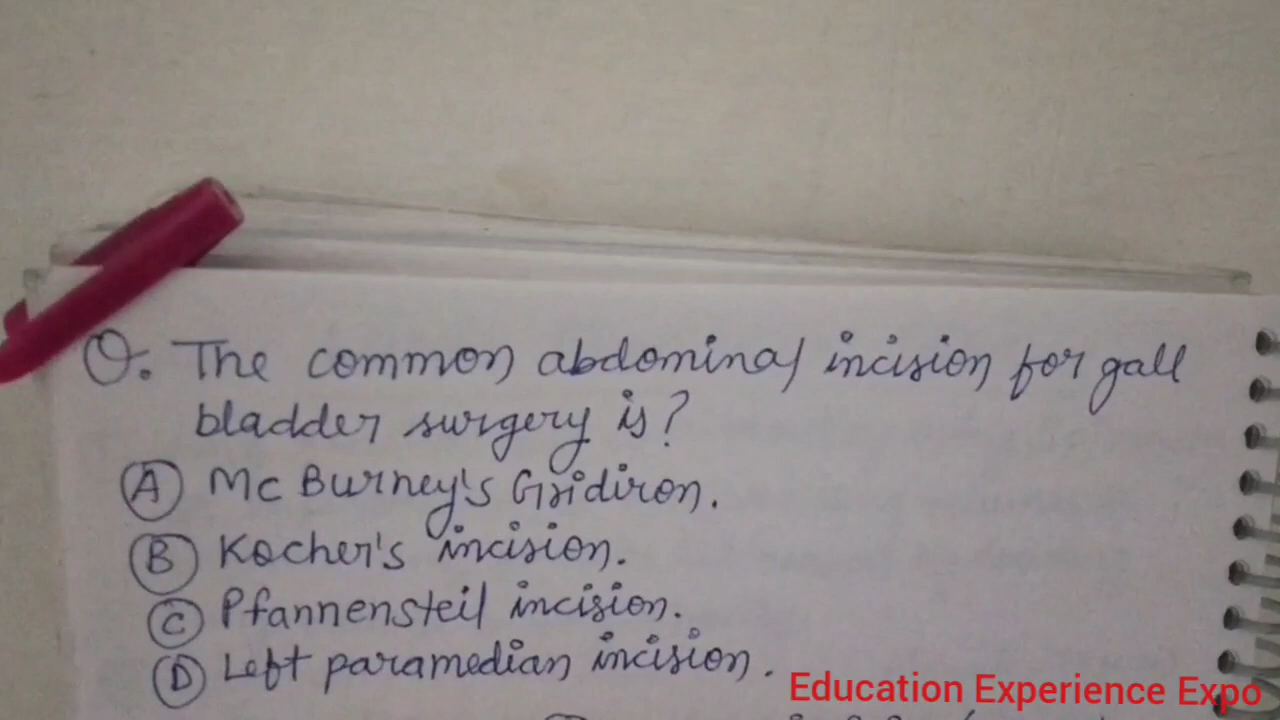 Q. The common abdominal incision for gall
bladder surgery is?
A Mc Burney's Gridiron.
B Kocher's incision.
C Pfannensteil incision.
D Left paramedian incision.
Education Experience Expo